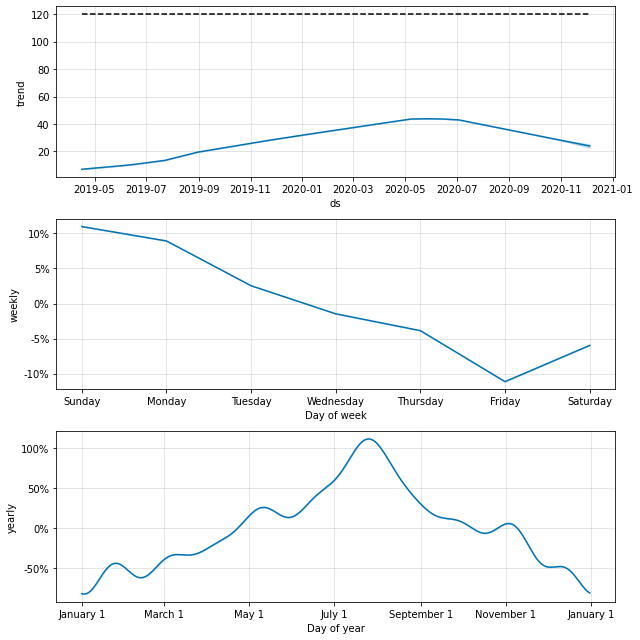 120
100
80
60
40
20
trend
2019-05 2019-07 2019-09 2019-11 2020-01 2020-03 2020-05 2020-07 2020-09 2020-11 2021-01
ds
10%
5%
0%
-5%
-10%
weekly
Sunday Monday Tuesday Wednesday Thursday Friday Saturday
Day of week
100%
50%
0%
-50%
yearly
January 1 March 1 May 1 July 1 September 1 November 1 January 1
Day of year